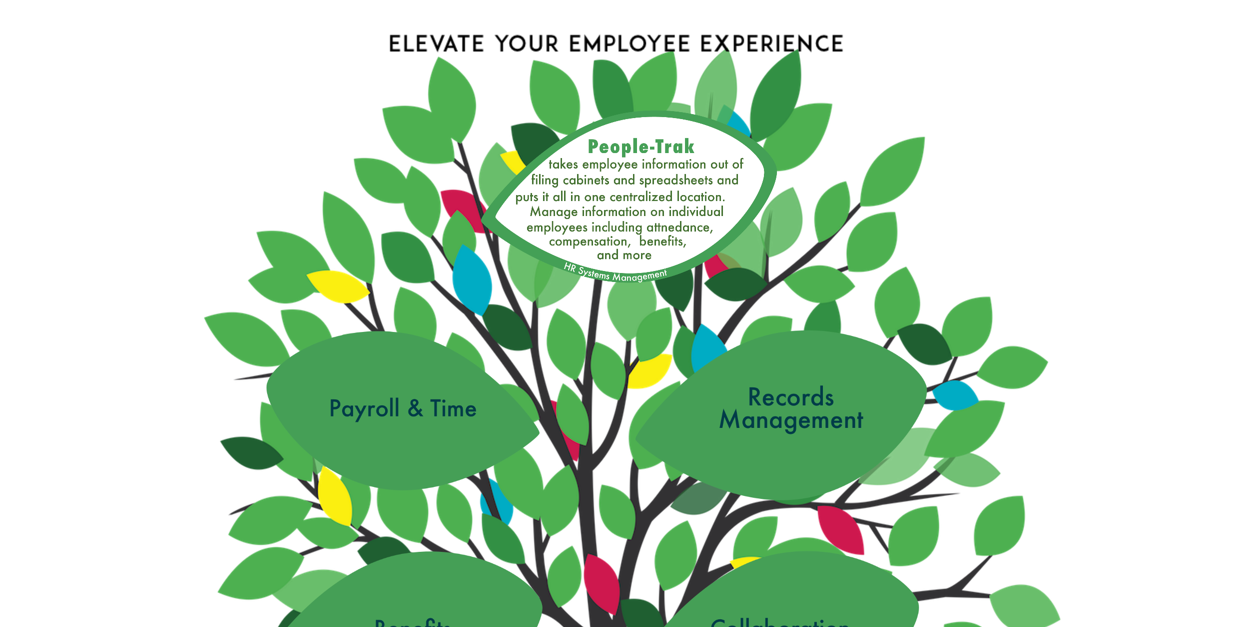 ELEVATE YOUR EMPLOYEE EXPERIENCE
People-Trak
takes employee information out of
filing cabinets and spreadsheets and
puts it all in one centralized location.
Manage information on individual
employees including attnedance,
compensation, benefits,
and more
HR Systems Management
Payroll & Time
Records
Management
Benefits
Collaboration